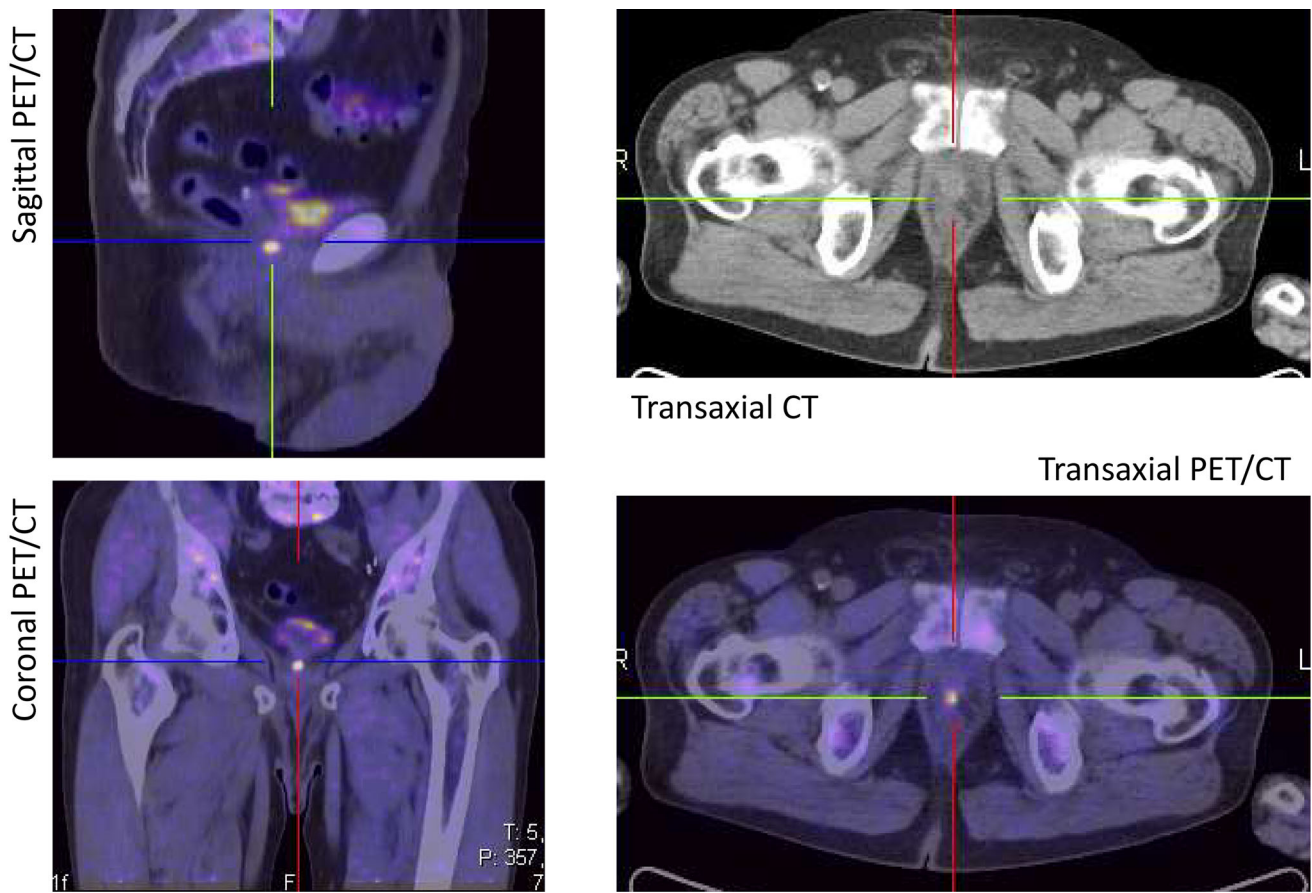 Sagittal PET/CT
R
L
Transaxial CT
Transaxial PET/CT
Coronal PET/CT
R
L
T: 5,
P: 357,
1f
F
7